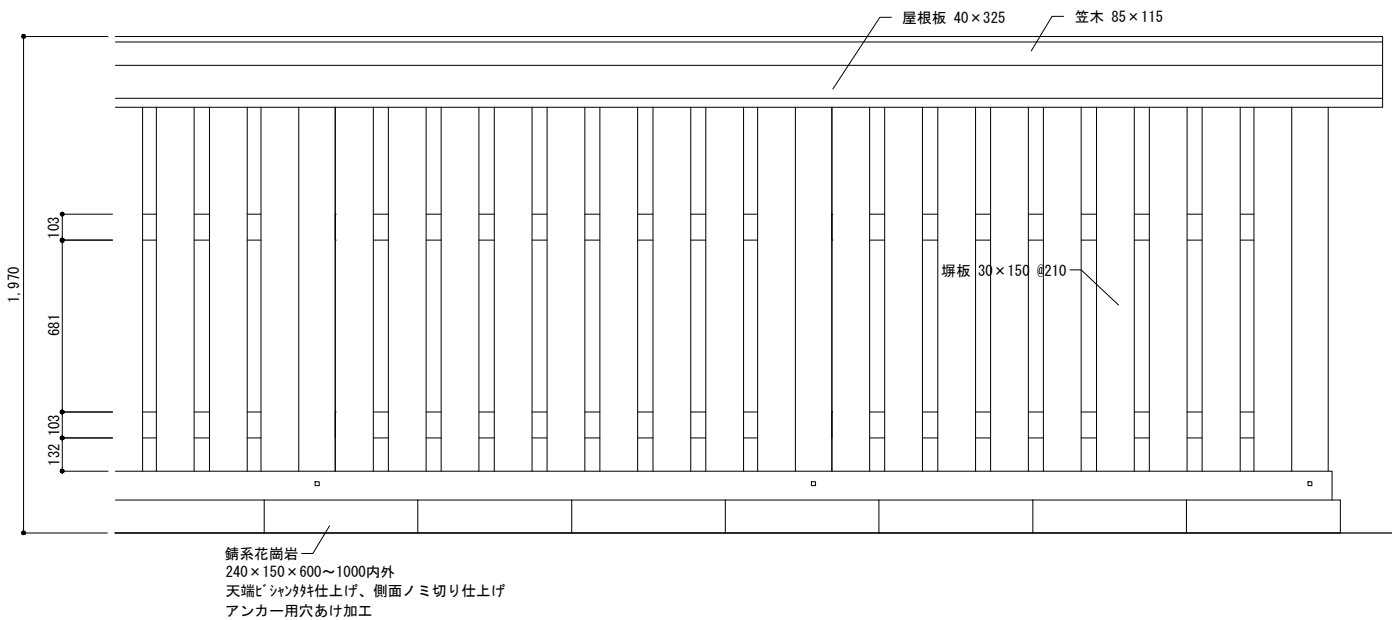 屋根板 40×325
笠木 85×115
103
1,970
塀板 30×150 @210
681
103
132
錆系花崗岩
240×150×600～1000内外
天端ﾋﾞｼｬﾝﾀﾀｷ仕上げ、側面ノミ切り仕上げ
アンカー用穴あけ加工